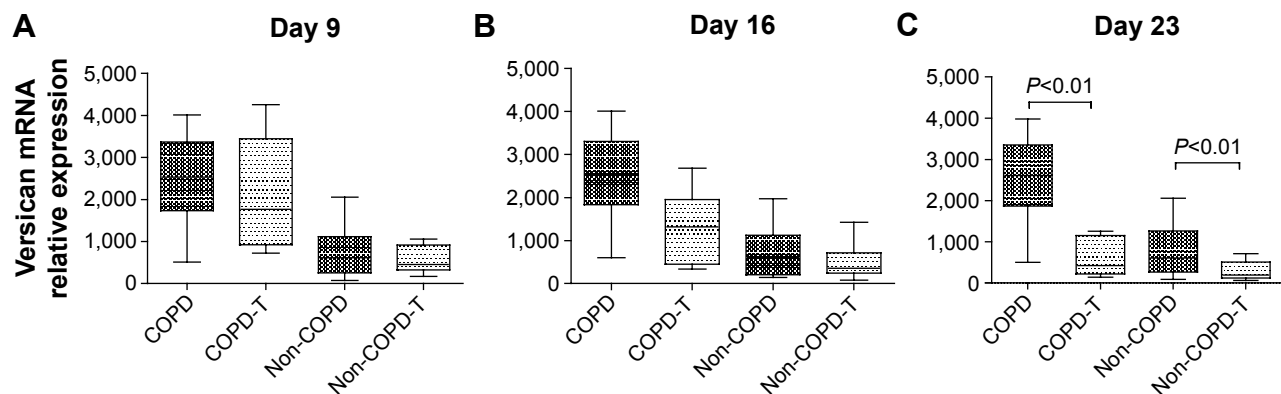 A
Day 9
Versican mRNA
relative expression
5,000
4,000
3,000
2,000
1,000
0
COPD
COPD-T
Non-COPD
Non-COPD-T
B
Day 16
5,000
4,000
3,000
2,000
1,000
0
COPD
COPD-T
Non-COPD
Non-COPD-T
C
Day 23
5,000
4,000
3,000
2,000
1,000
0
P<0.01
P<0.01
COPD
COPD-T
Non-COPD
Non-COPD-T